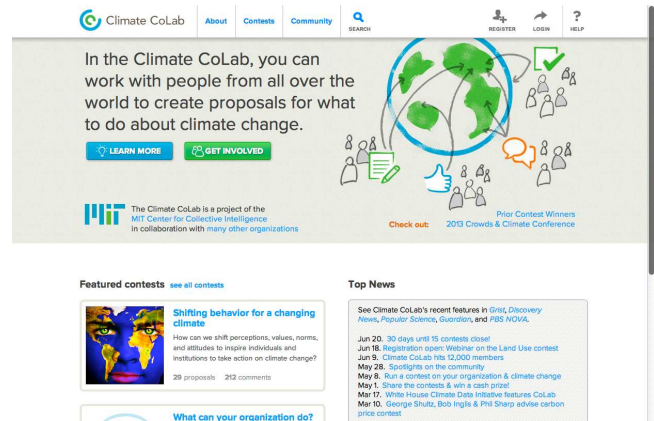 Climate CoLab
About
Contests
Community
SEARCH
REGISTER
LOGIN
HELP
In the Climate CoLab, you can
work with people from all over the
world to create proposals for what
to do about climate change.
LEARN MORE
GET INVOLVED
MIT
The Climate CoLab is a project of the
MIT Center for Collective Intelligence
in collaboration with many other organizations
Check out:
Prior Contest Winners
2013 Crowds & Climate Conference
Featured contests see all contests
Shifting behavior for a changing
climate
How can we shift perceptions, values, norms,
and attitudes to inspire individuals and
institutions to take action on climate change?
29 proposals 212 comments
What can your organization do?
Top News
See Climate CoLab's recent features in Grist, Discovery
News, Popular Science, Guardian, and PBS NOVA.
Jun 20. 30 days until 15 contests close!
Jun 18. Registration open: Webinar on the Land Use contest
Jun 9. Climate CoLab hits 12,000 members
May 28. Spotlights on the community
May 8. Run a contest on your organization & climate change
May 1. Share the contests & win a cash prize!
Mar 17. White House Climate Data Initiative features CoLab
Mar 10. George Shultz, Bob Inglis & Phil Sharp advise carbon
price contest